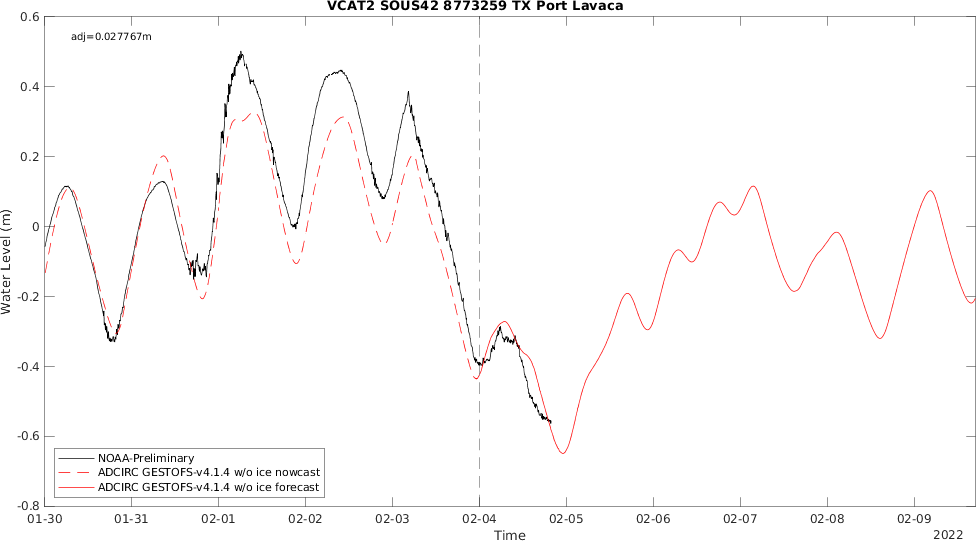 VCAT2 SOUS42 8773259 TX Port Lavaca
adj=0.027767m
0.6
0.4
0.2
0
-0.2
-0.4
-0.6
-0.8
Water Level (m)
NOAA-Preliminary
ADCIRC GESTOFS-v4.1.4 w/o ice nowcast
ADCIRC GESTOFS-v4.1.4 w/o ice forecast
01-30 01-31 02-01 02-02 02-03 02-04 02-05 02-06 02-07 02-08 02-09
Time
2022